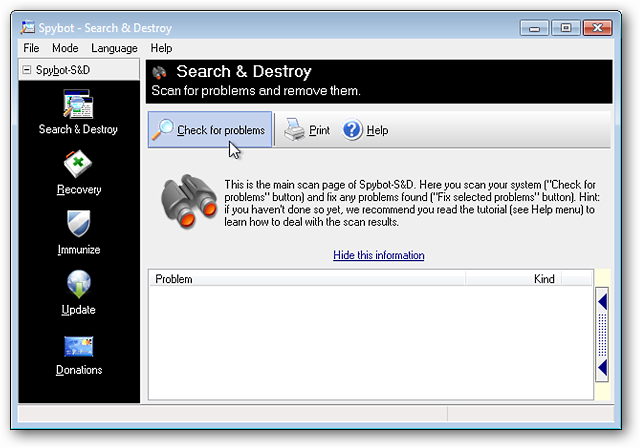 Spybot - Search & Destroy
File Mode Language Help
Spybot-S&D
Search & Destroy
Recovery
Immunize
Update
Donations
Search & Destroy
Scan for problems and remove them.
Check for problems Print Help
This is the main scan page of Spybot-S&D. Here you scan your system ("Check for
problems" button) and fix any problems found ("Fix selected problems" button). Hint:
if you haven't done so yet, we recommend you read the tutorial (see Help menu) to
learn how to deal with the scan results.
Hide this information
Problem Kind